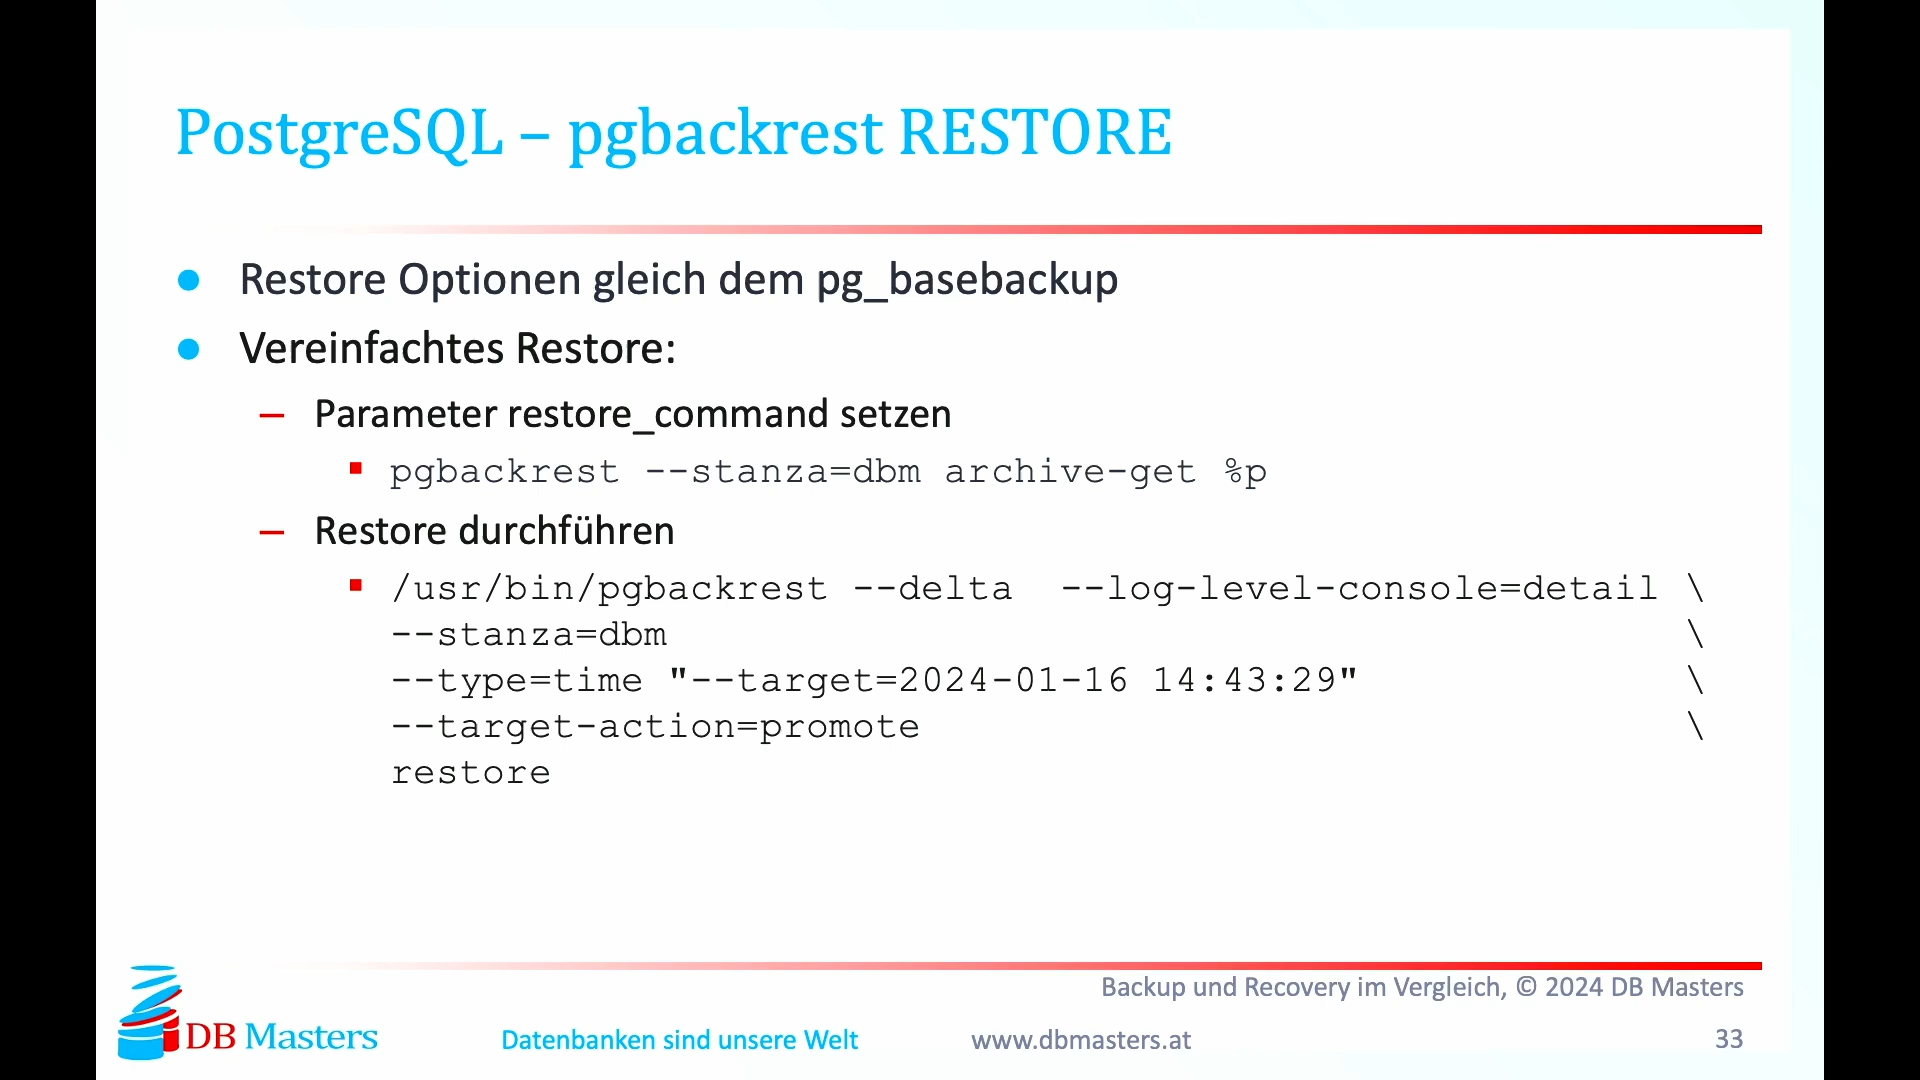 PostgreSQL – pgbackrest RESTORE
● Restore Optionen gleich dem pg_basebackup
● Vereinfachtes Restore:
– Parameter restore_command setzen
▪ pgbackrest --stanza=dbm archive-get %p
– Restore durchführen
▪ /usr/bin/pgbackrest --delta  --log-level-console=detail \
--stanza=dbm \
--type=time "--target=2024-01-16 14:43:29" \
--target-action=promote \
restore
Backup und Recovery im Vergleich, © 2024 DB Masters
DB Masters
Datenbanken sind unsere Welt
www.dbmasters.at
33